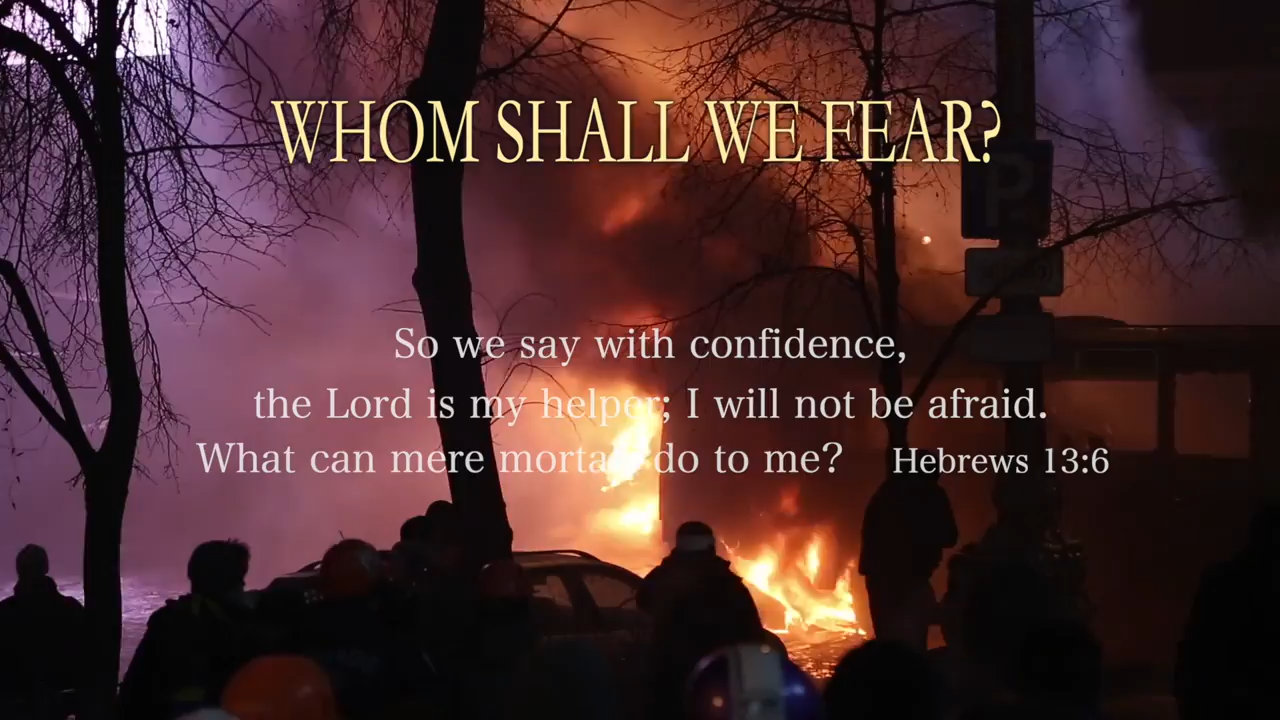 WHOM SHALL WE FEAR?
So we say with confidence,
the Lord is my helper; I will not be afraid.
What can mere mortals do to me? Hebrews 13:6
P